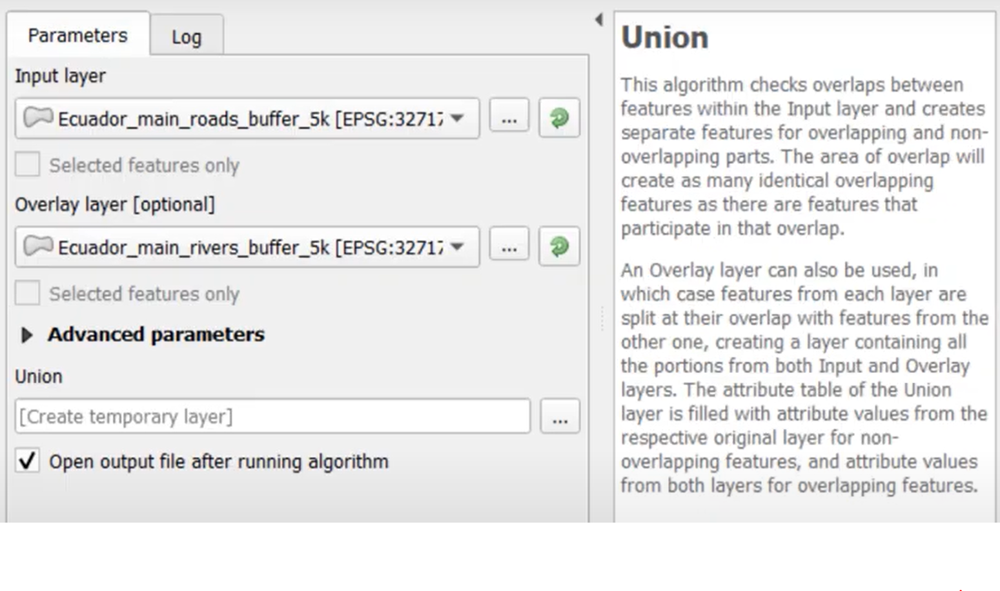 Parameters
Log
Input layer
Ecuador_main_roads_buffer_5k [EPSG:32717
...
Selected features only
Overlay layer [optional]
Ecuador_main_rivers_buffer_5k [EPSG:32717
...
Selected features only
Advanced parameters
Union
[Create temporary layer]
...
Open output file after running algorithm
Union
This algorithm checks overlaps between
features within the Input layer and creates
separate features for overlapping and non-
overlapping parts. The area of overlap will
create as many identical overlapping
features as there are features that
participate in that overlap.
An Overlay layer can also be used, in
which case features from each layer are
split at their overlap with features from the
other one, creating a layer containing all
the portions from both Input and Overlay
layers. The attribute table of the Union
layer is filled with attribute values from the
respective original layer for non-
overlapping features, and attribute values
from both layers for overlapping features.